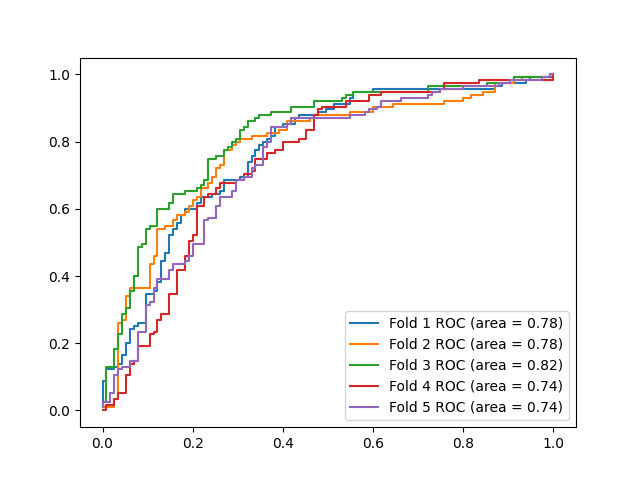 1.0
0.8
0.6
0.4
0.2
0.0
Fold 1 ROC (area = 0.78)
Fold 2 ROC (area = 0.78)
Fold 3 ROC (area = 0.82)
Fold 4 ROC (area = 0.74)
Fold 5 ROC (area = 0.74)
0.0 0.2 0.4 0.6 0.8 1.0